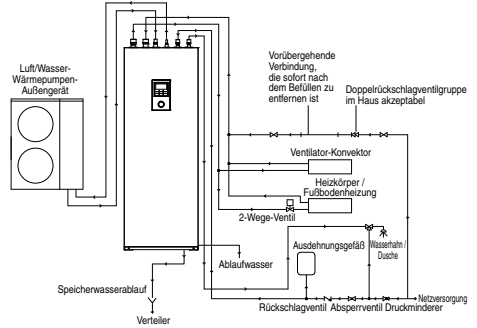 Luft/Wasser-
Wärmepumpen-
Außengerät
Vorübergehende
Verbindung,
die sofort nach
dem Befüllen zu
entfernen ist
Doppelrückschlagventilgruppe
im Haus akzeptabel
Ventilator-Konvektor
Heizkörper /
Fußbodenheizung
2-Wege-Ventil
Ausdehnungsgefäß
Wasserhahn /
Dusche
Ablaufwasser
Speicherwasserablauf
Verteiler
Rückschlagventil
Absperrventil
Druckminderer
Netzversorgung